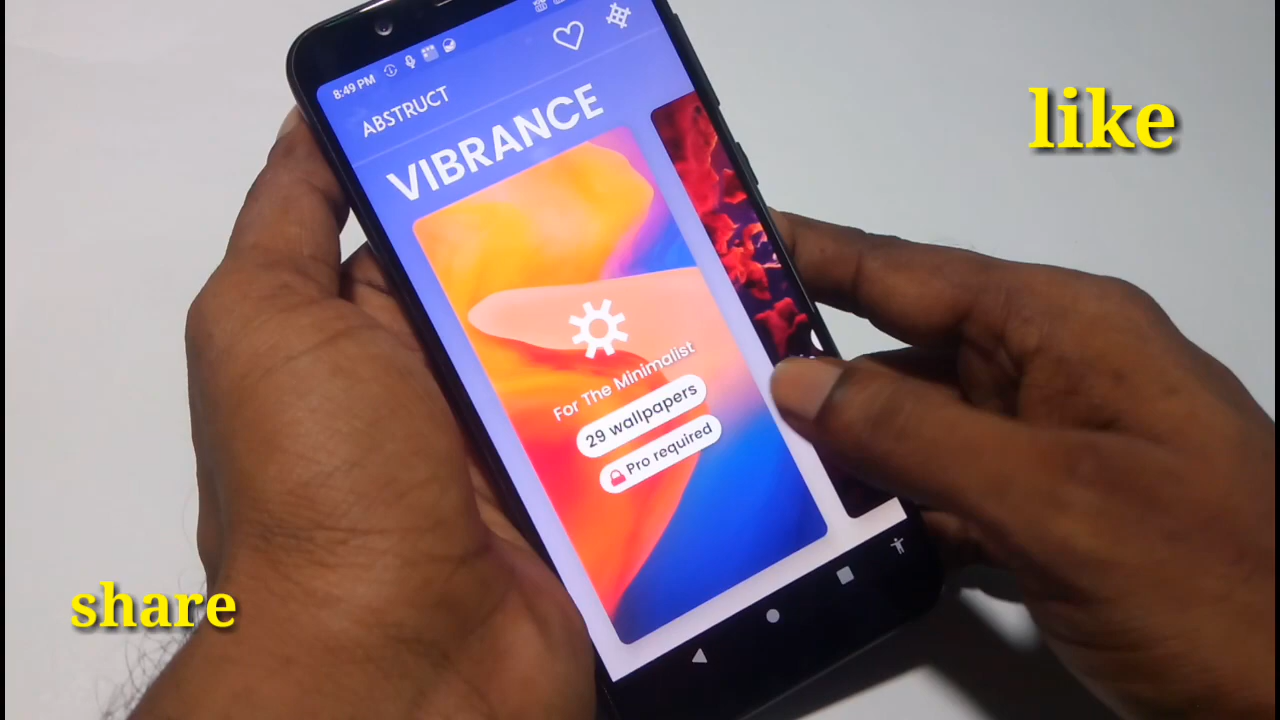 8:49 PM
ABSTRUCT
VIBRANCE
like
For The Minimalist
29 wallpapers
Pro required
share